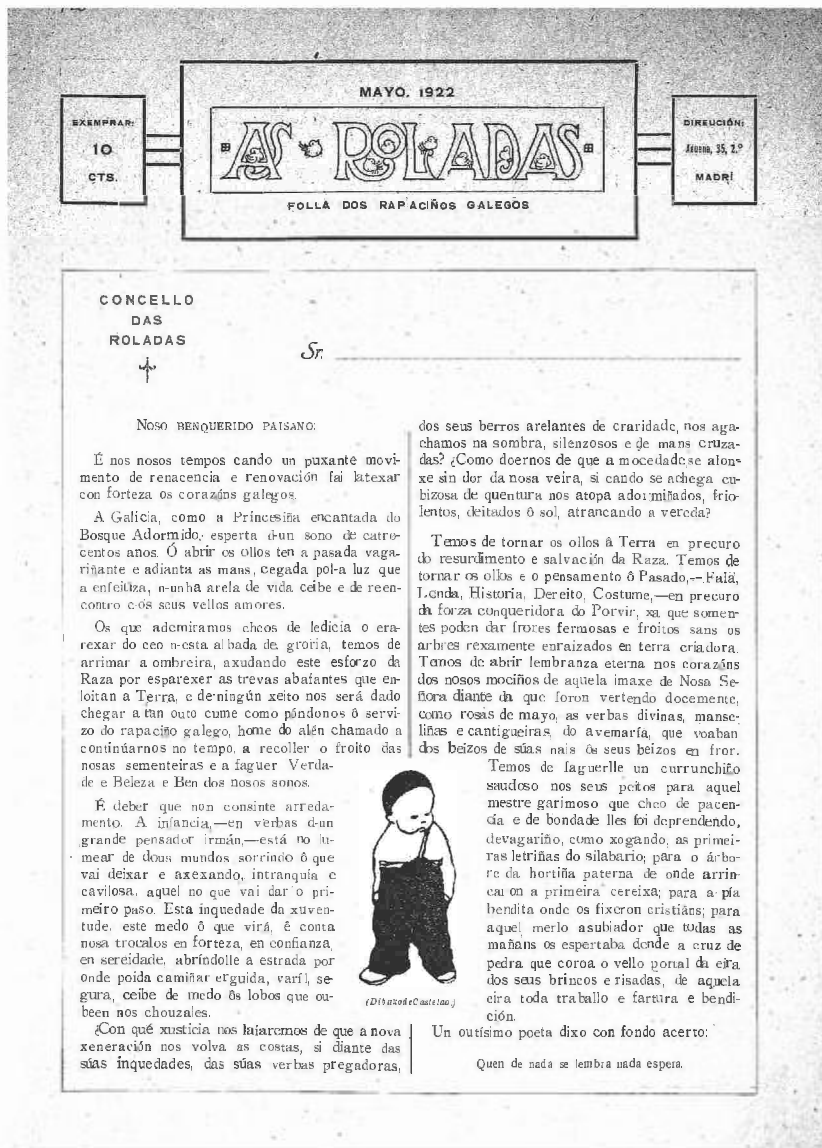 MAYO. 1922
EXEMPRAR:
10
CTS.
AS ROLADAS
DIREUCIÓN:
35, 2.º
MADRÍ
FOLLA DOS RAPACIÑOS GALEGOS
CONCELLO
DAS
ROLADAS
Sr.
NOSO BENQUERIDO PAISANO:
É nos nosos tempos cando un puxante movi-
mento de renacencia e renovación fai latexar
con forteza os corazóns galegos.
A Galicia, como a Princesiña encantada do
Bosque Adormido, esperta d-un sono de catro-
centos anos. Ó abrir os ollos ten a pasada vaga-
riñante e adianta as mans, cegada pol-a luz que
a enfeitiza, n-unha arela de vida ceibe e de reen-
contro c-ós seus vellos amores.
Os que ademiramos cheos de ledicia o era-
rexar do ceo n-esta albada de groria, temos de
arrimar a ombreira, axudando este esforzo da
Raza por esparexer as trevas abafantes que en-
loitan a Terra, e de ningún xeito nos será dado
chegar a tan outo cume como póndonos ô servi-
zo do rapaciño galego, home do alén chamado a
continúarnos no tempo, a recoller o froito das
nosas sementeiras e a faguer Verda-
de e Beleza e Ben dos nosos sonos.
É deber que non consinte arreda-
mento. A infancia,—en verbas d-un
grande pensador irmán,—está no lu-
mear de dous mundos sorrindo ô que
vai deixar e axexando, intranquía e
cavilosa, aquel no que vai dar o pri-
meiro paso. Esta inquedade da xuven-
tude, este medo ô que virá, é conta
nosa trocalos en forteza, en confianza,
en sereidade, abríndolle a estrada por
onde poida camiñar erguida, varíl, se-
gura, ceibe de medo ôs lobos que ou-
been nos chouzales.
¿Con qué xusticia nos laiaremos de que a nova
xeneración nos volva as costas, si diante das
súas inquedades, das súas verbas pregadoras,
dos seus berros arelantes de craridade, nos aga-
chamos na sombra, silenzosos e de mans cruza-
das? ¿Como doernos de que a mocedade se alon-
xe sin dor da nosa veira, si cando se achega cu-
bizosa de quentura nos atopa adormiñados, frio-
lentos, deitados ô sol, atrancando a vereda?
Temos de tornar os ollos â Terra en precuro
do resurdimento e salvación da Raza. Temos de
tornar os ollos e o pensamento ô Pasado,—Fala,
Lenda, Historia, Dereito, Costume,—en precuro
da forza conqueridora do Porvir, xa que somen-
tes poden dar frores fermosas e froitos sans os
arbres rexamente enraizados en terra criadora.
Temos de abrir lembranza eterna nos corazóns
dos nosos mociños de aquela imaxe de Nosa Se-
ñora diante da que foron vertendo docemente,
como rosas de mayo, as verbas divinas, manse-
liñas e cantigueiras, do avemaría, que voaban
dos beizos de súas nais ôs seus beizos en fror.
Temos de faguerlle un currunchiño
saudoso nos seus peitos para aquel
mestre garimoso que cheo de pacen-
cia e de bondade lles foi deprendendo,
devagariño, como xogando, as primei-
ras letriñas do silabario; para o árbo-
re da hortiña paterna de onde arrin-
caron a primeira cereixa; para a pía
bendita onde os fixeron cristiáns; para
aquel merlo asubiador que todas as
mañans os espertaba dende a cruz de
pedra que coroa o vello portal da eira
dos seus brincos e risadas, de aquela
eira toda traballo e fartura e bendi-
ción.
Un outísimo poeta dixo con fondo acerto:
Quen de nada se lembra nada espera.
(Dibuxo de Castelao.)